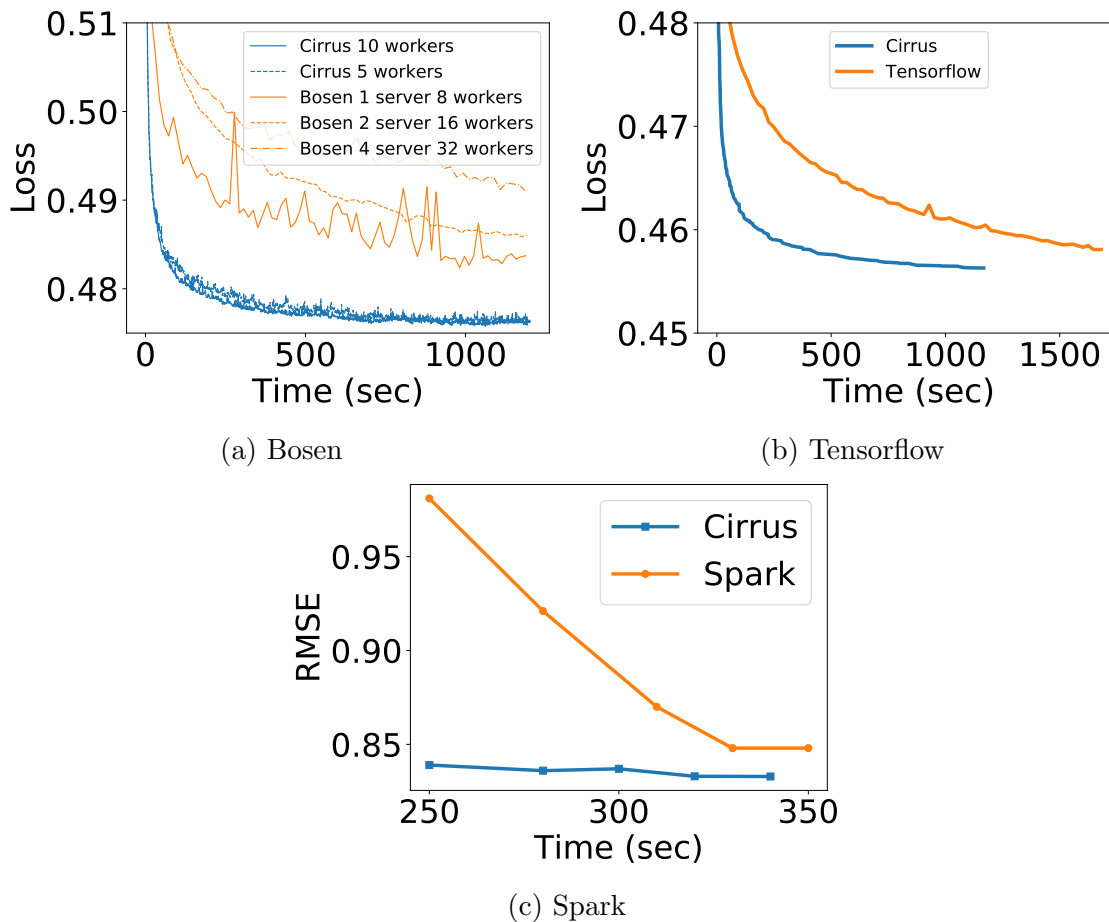 0.51
0.50
0.49
0.48
Loss
0 500 1000
Time (sec)
Cirrus 10 workers
Cirrus 5 workers
Bosen 1 server 8 workers
Bosen 2 server 16 workers
Bosen 4 server 32 workers
(a) Bosen
0.48
0.47
0.46
0.45
Loss
0 500 1000 1500
Time (sec)
Cirrus
Tensorflow
(b) Tensorflow
0.95
0.90
0.85
RMSE
250 300 350
Time (sec)
Cirrus
Spark
(c) Spark